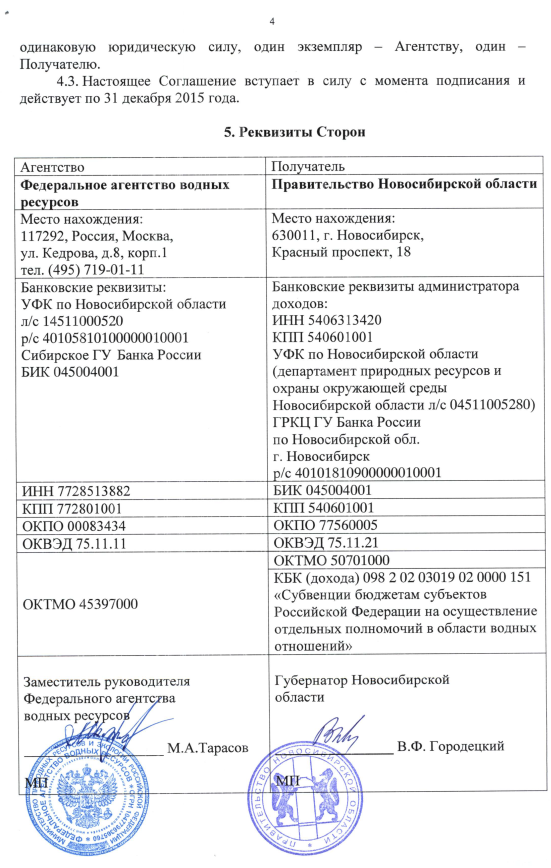 4
одинаковую юридическую силу, один экземпляр – Агентству, один –
Получателю.
4.3. Настоящее Соглашение вступает в силу с момента подписания и
действует по 31 декабря 2015 года.
5. Реквизиты Сторон
Агентство
Получатель
Федеральное агентство водных
ресурсов
Правительство Новосибирской области
Место нахождения:
117292, Россия, Москва,
ул. Кедрова, д.8, корп.1
тел. (495) 719-01-11
Место нахождения:
630011, г. Новосибирск,
Красный проспект, 18
Банковские реквизиты:
УФК по Новосибирской области
л/с 14511000520
р/с 40105810100000010001
Сибирское ГУ Банка России
БИК 045004001
Банковские реквизиты администратора
доходов:
ИНН 5406313420
КПП 540601001
УФК по Новосибирской области
(департамент природных ресурсов и
охраны окружающей среды
Новосибирской области л/с 04511005280)
ГРКЦ ГУ Банка России
по Новосибирской обл.
г. Новосибирск
р/с 40101810900000010001
ИНН 7728513882
БИК 045004001
КПП 772801001
КПП 540601001
ОКПО 00083434
ОКПО 77560005
ОКВЭД 75.11.11
ОКВЭД 75.11.21
ОКТМО 45397000
ОКТМО 50701000
КБК (дохода) 098 2 02 03019 02 0000 151
«Субвенции бюджетам субъектов
Российской Федерации на осуществление
отдельных полномочий в области водных
отношений»
Заместитель руководителя
Федерального агентства
водных ресурсов
М.А.Тарасов
МП
Губернатор Новосибирской
области
В.Ф. Городецкий
МП
ПРАВИТЕЛЬСТВО НОВОСИБИРСКОЙ ОБЛАСТИ